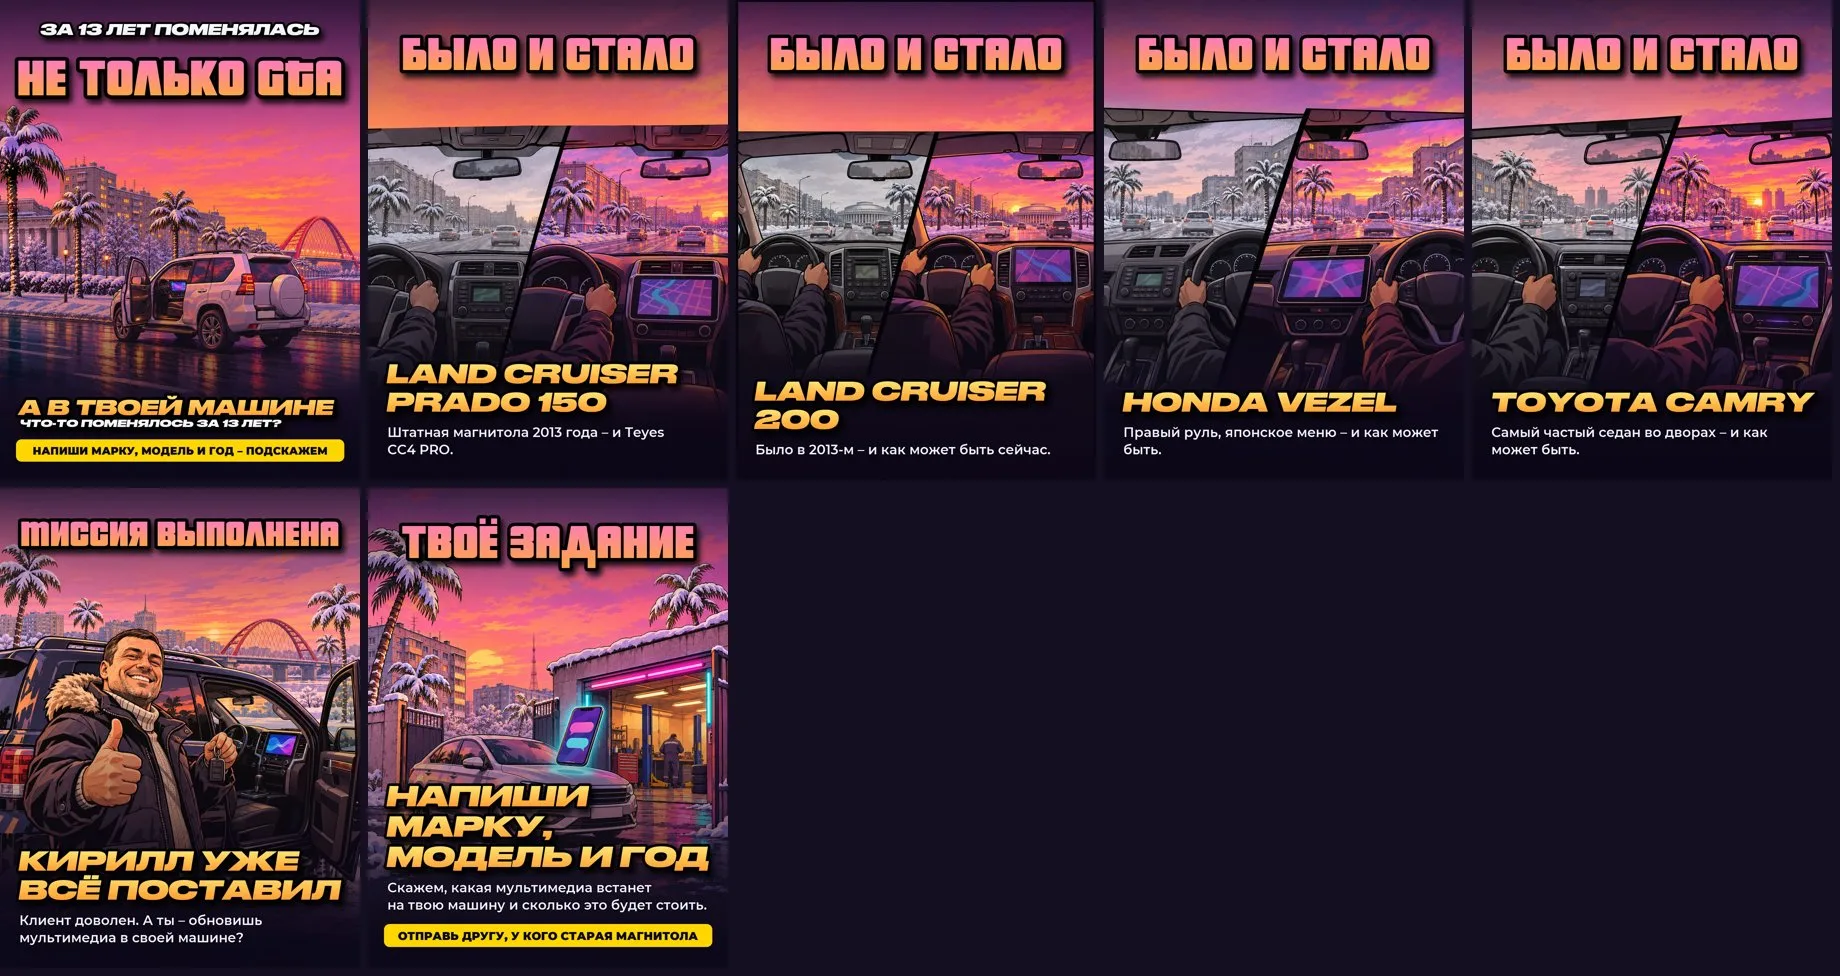 ЗА 13 ЛЕТ ПОМЕНЯЛАСЬ
НЕ ТОЛЬКО GTA
А В ТВОЕЙ МАШИНЕ
ЧТО-ТО ПОМЕНЯЛОСЬ ЗА 13 ЛЕТ?
НАПИШИ МАРКУ, МОДЕЛЬ И ГОД – ПОДСКАЖЕМ
БЫЛО И СТАЛО
LAND CRUISER
PRADO 150
Штатная магнитола 2013 года – и Teyes
CC4 PRO.
БЫЛО И СТАЛО
LAND CRUISER
200
Было в 2013-м – и как может быть сейчас.
БЫЛО И СТАЛО
HONDA VEZEL
Правый руль, японское меню – и как может
быть.
БЫЛО И СТАЛО
TOYOTA CAMRY
Самый частый седан во дворах – и как
может быть.
МИССИЯ ВЫПОЛНЕНА
КИРИЛЛ УЖЕ
ВСЁ ПОСТАВИЛ
Клиент доволен. А ты – обновишь
мультимедиа в своей машине?
ТВОЁ ЗАДАНИЕ
НАПИШИ
МАРКУ,
МОДЕЛЬ И ГОД
Скажем, какая мультимедиа встанет
на твою машину и сколько это будет стоить.
ОТПРАВЬ ДРУГУ, У КОГО СТАРАЯ МАГНИТОЛА